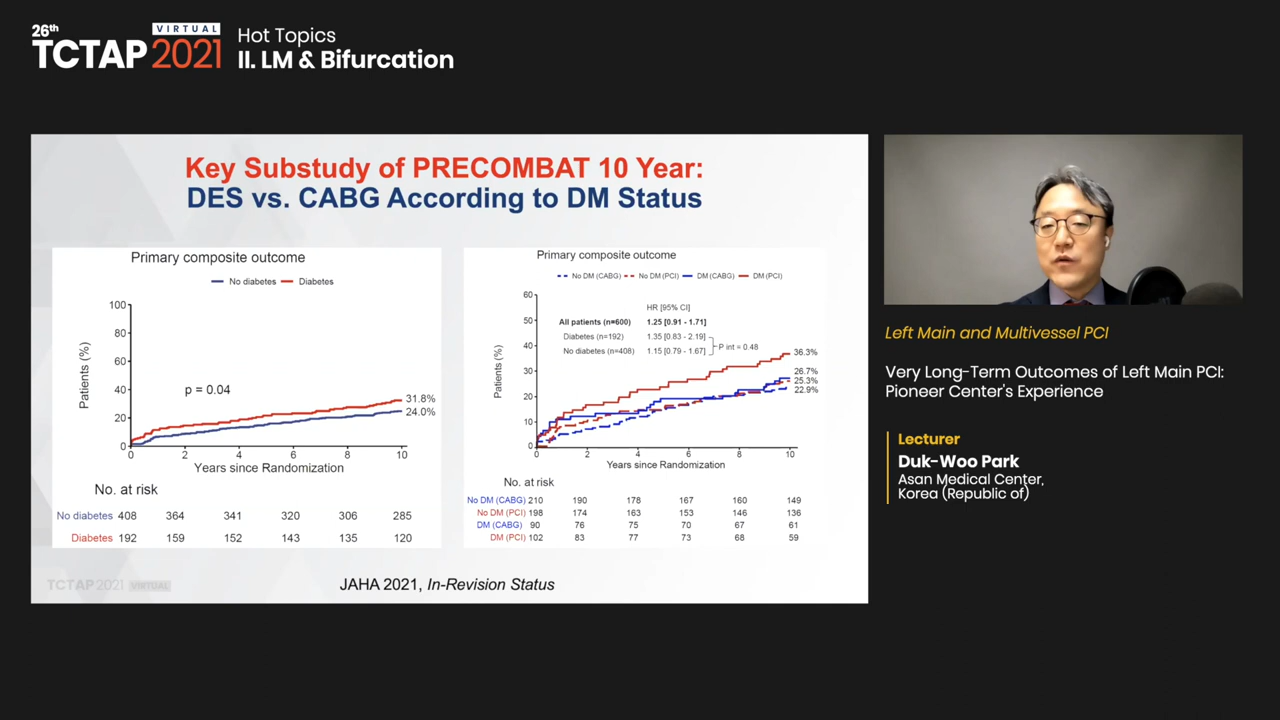 26th
VIRTUAL
TCTAP 2021
Hot Topics
II. LM & Bifurcation
Key Substudy of PRECOMBAT 10 Year:
DES vs. CABG According to DM Status
Primary composite outcome
No diabetes Diabetes
100
80
60
40
20
0
Patients (%)
p = 0.04
31.8%
24.0%
0 2 4 6 8 10
Years since Randomization
No. at risk
No diabetes 408 364 341 320 306 285
Diabetes 192 159 152 143 135 120
Primary composite outcome
No DM (CABG) No DM (PCI) DM (CABG) DM (PCI)
60
50
40
30
20
10
0
Patients (%)
HR [95% CI]
All patients (n=600) 1.25 [0.91 - 1.71]
Diabetes (n=192) 1.35 [0.83 - 2.19]
No diabetes (n=408) 1.15 [0.79 - 1.67]
P int = 0.48
36.3%
26.7%
25.3%
22.9%
0 2 4 6 8 10
Years since Randomization
No. at risk
No DM (CABG) 210 190 178 167 160 149
No DM (PCI) 198 174 163 153 146 136
DM (CABG) 90 76 75 70 67 61
DM (PCI) 102 83 77 73 68 59
TCTAP 2021 VIRTUAL
JAHA 2021, In-Revision Status
Left Main and Multivessel PCI
Very Long-Term Outcomes of Left Main PCI:
Pioneer Center's Experience
Lecturer
Duk-Woo Park
Asan Medical Center,
Korea (Republic of)